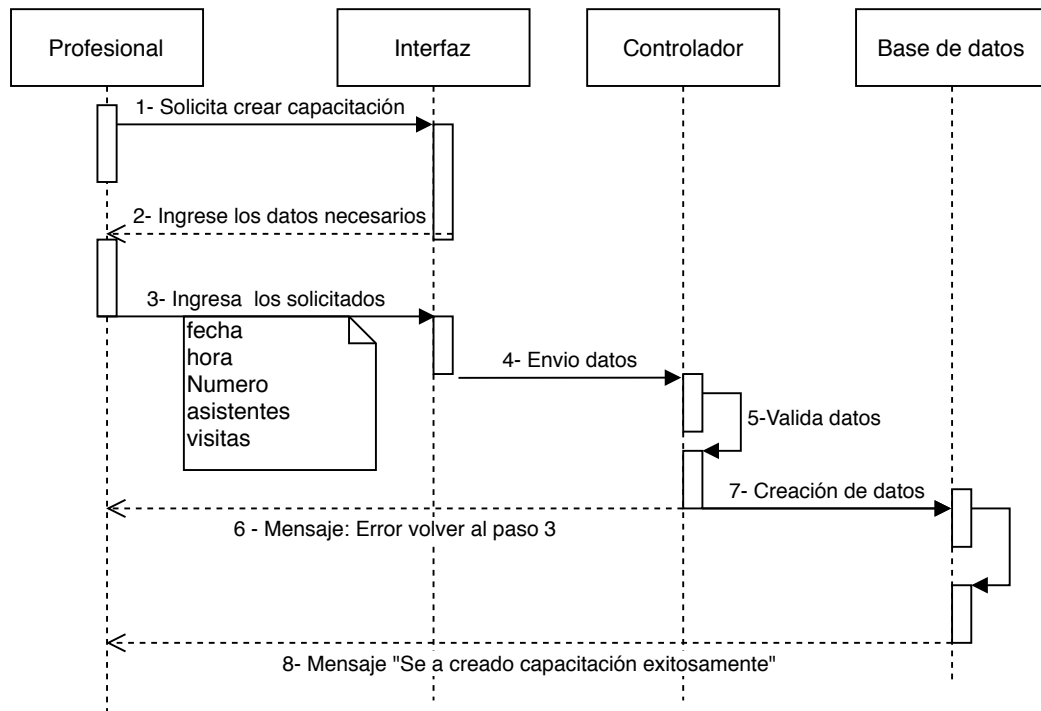 Profesional
Interfaz
Controlador
Base de datos
1- Solicita crear capacitación
2- Ingrese los datos necesarios
3- Ingresa  los solicitados
fecha
hora
Numero
asistentes
visitas
4- Envio datos
5-Valida datos
7- Creación de datos
6 - Mensaje: Error volver al paso 3
8- Mensaje "Se a creado capacitación exitosamente"